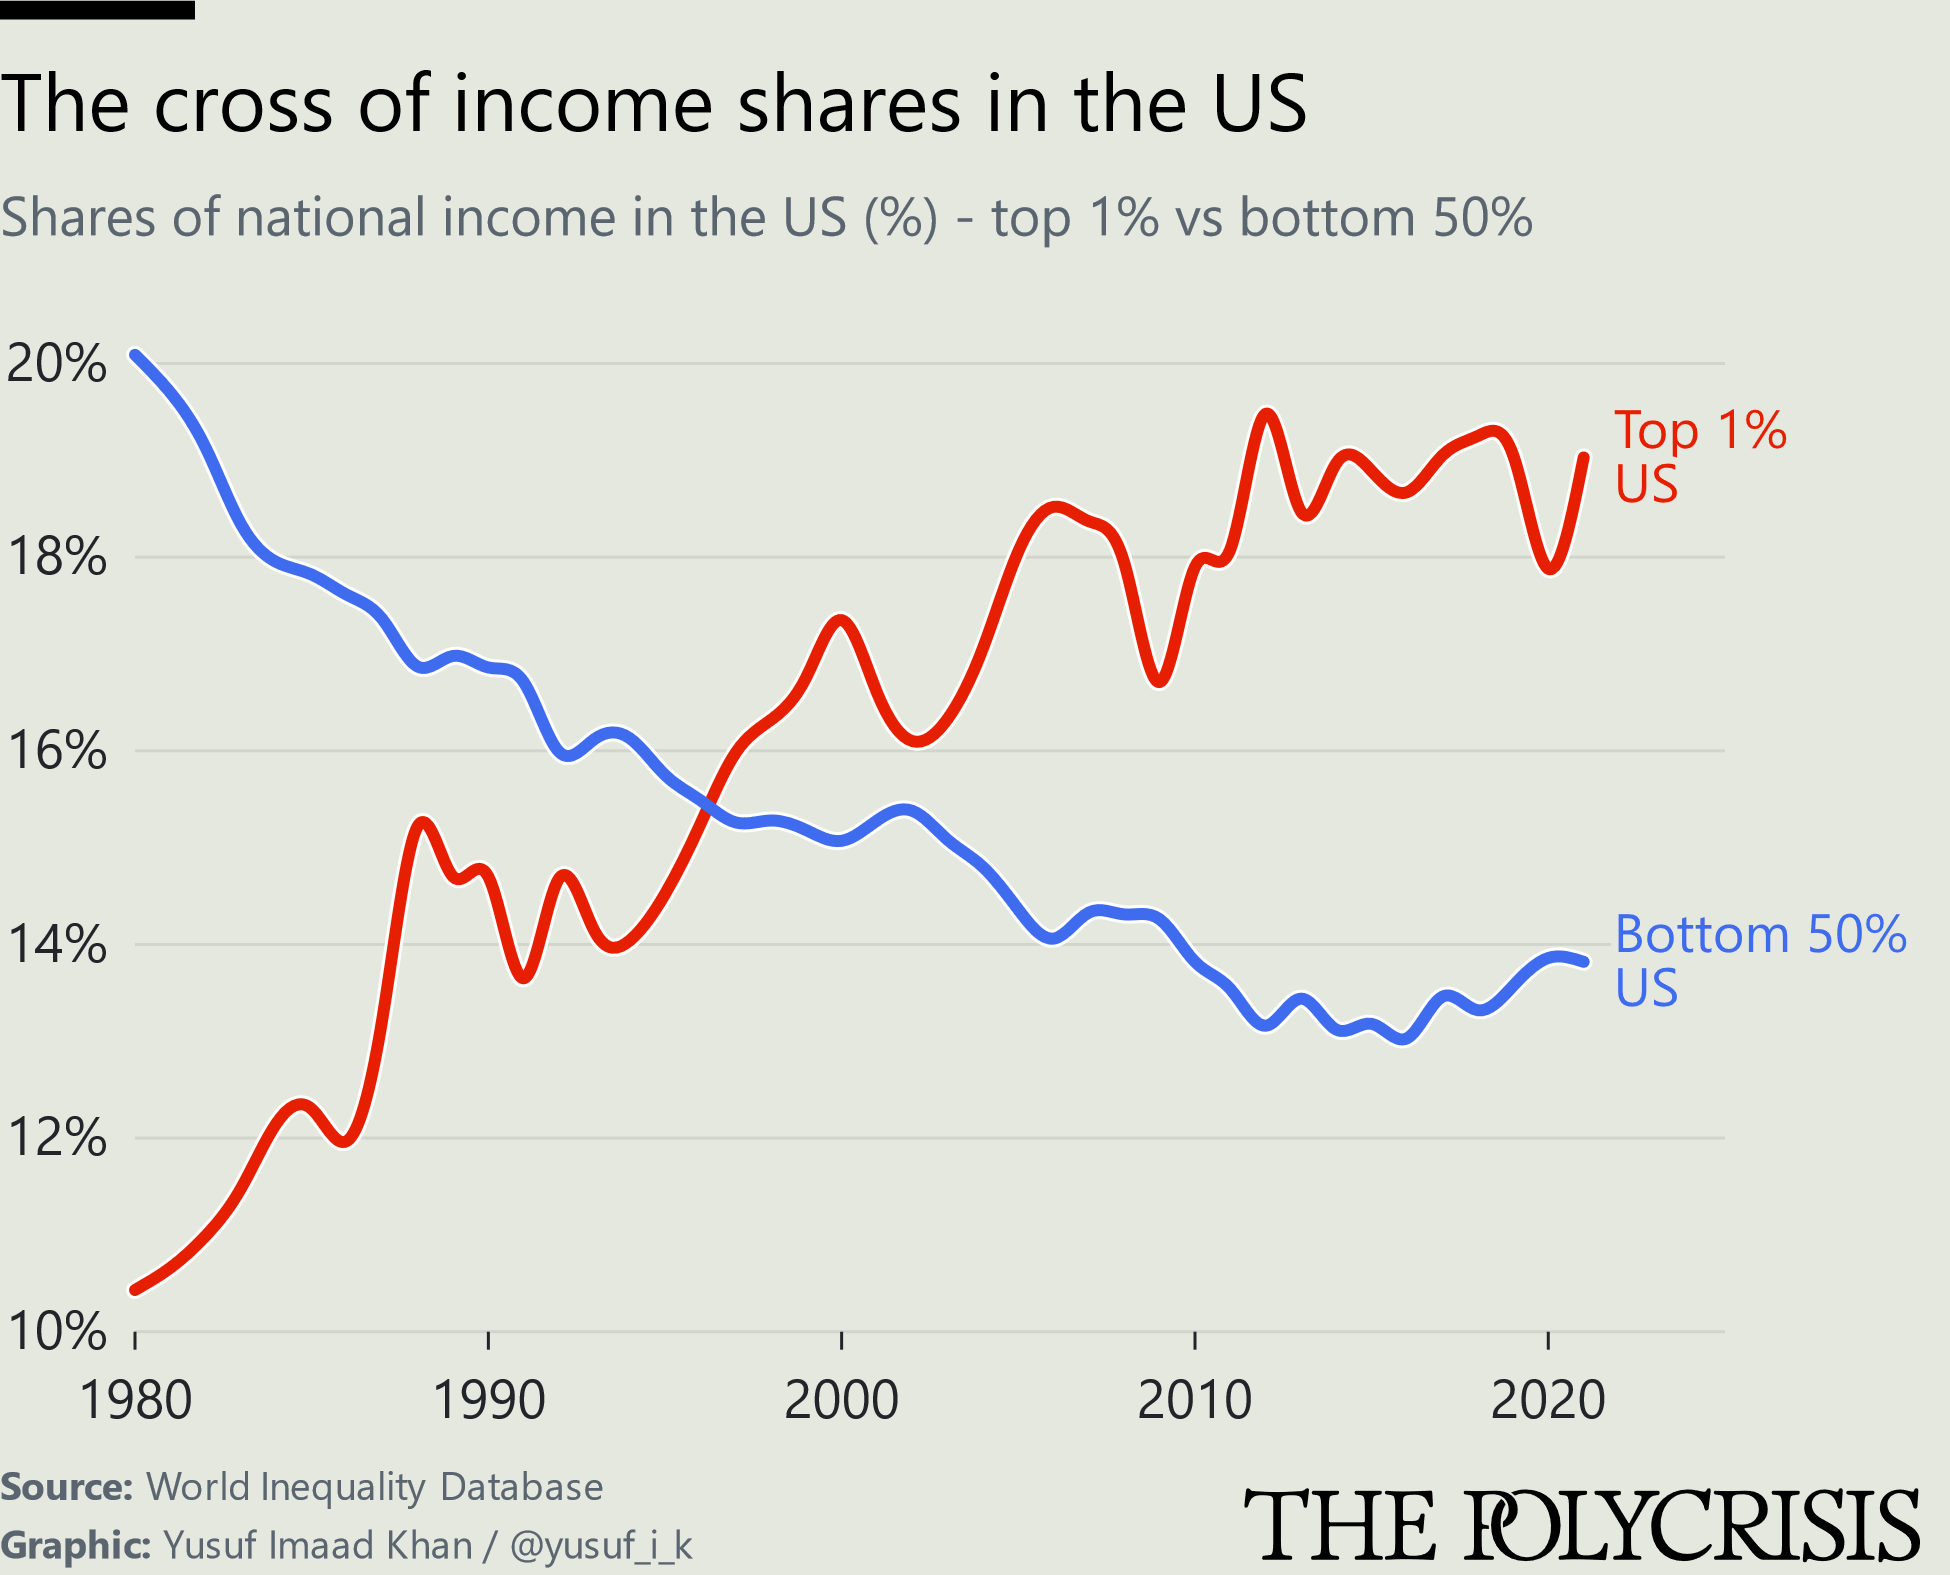 The cross of income shares in the US
Shares of national income in the US (%) - top 1% vs bottom 50%
20%
18%
16%
14%
12%
10%
Top 1%
US
Bottom 50%
US
1980 1990 2000 2010 2020
Source: World Inequality Database
Graphic: Yusuf Imaad Khan / @yusuf_i_k
THE POLYCRISIS